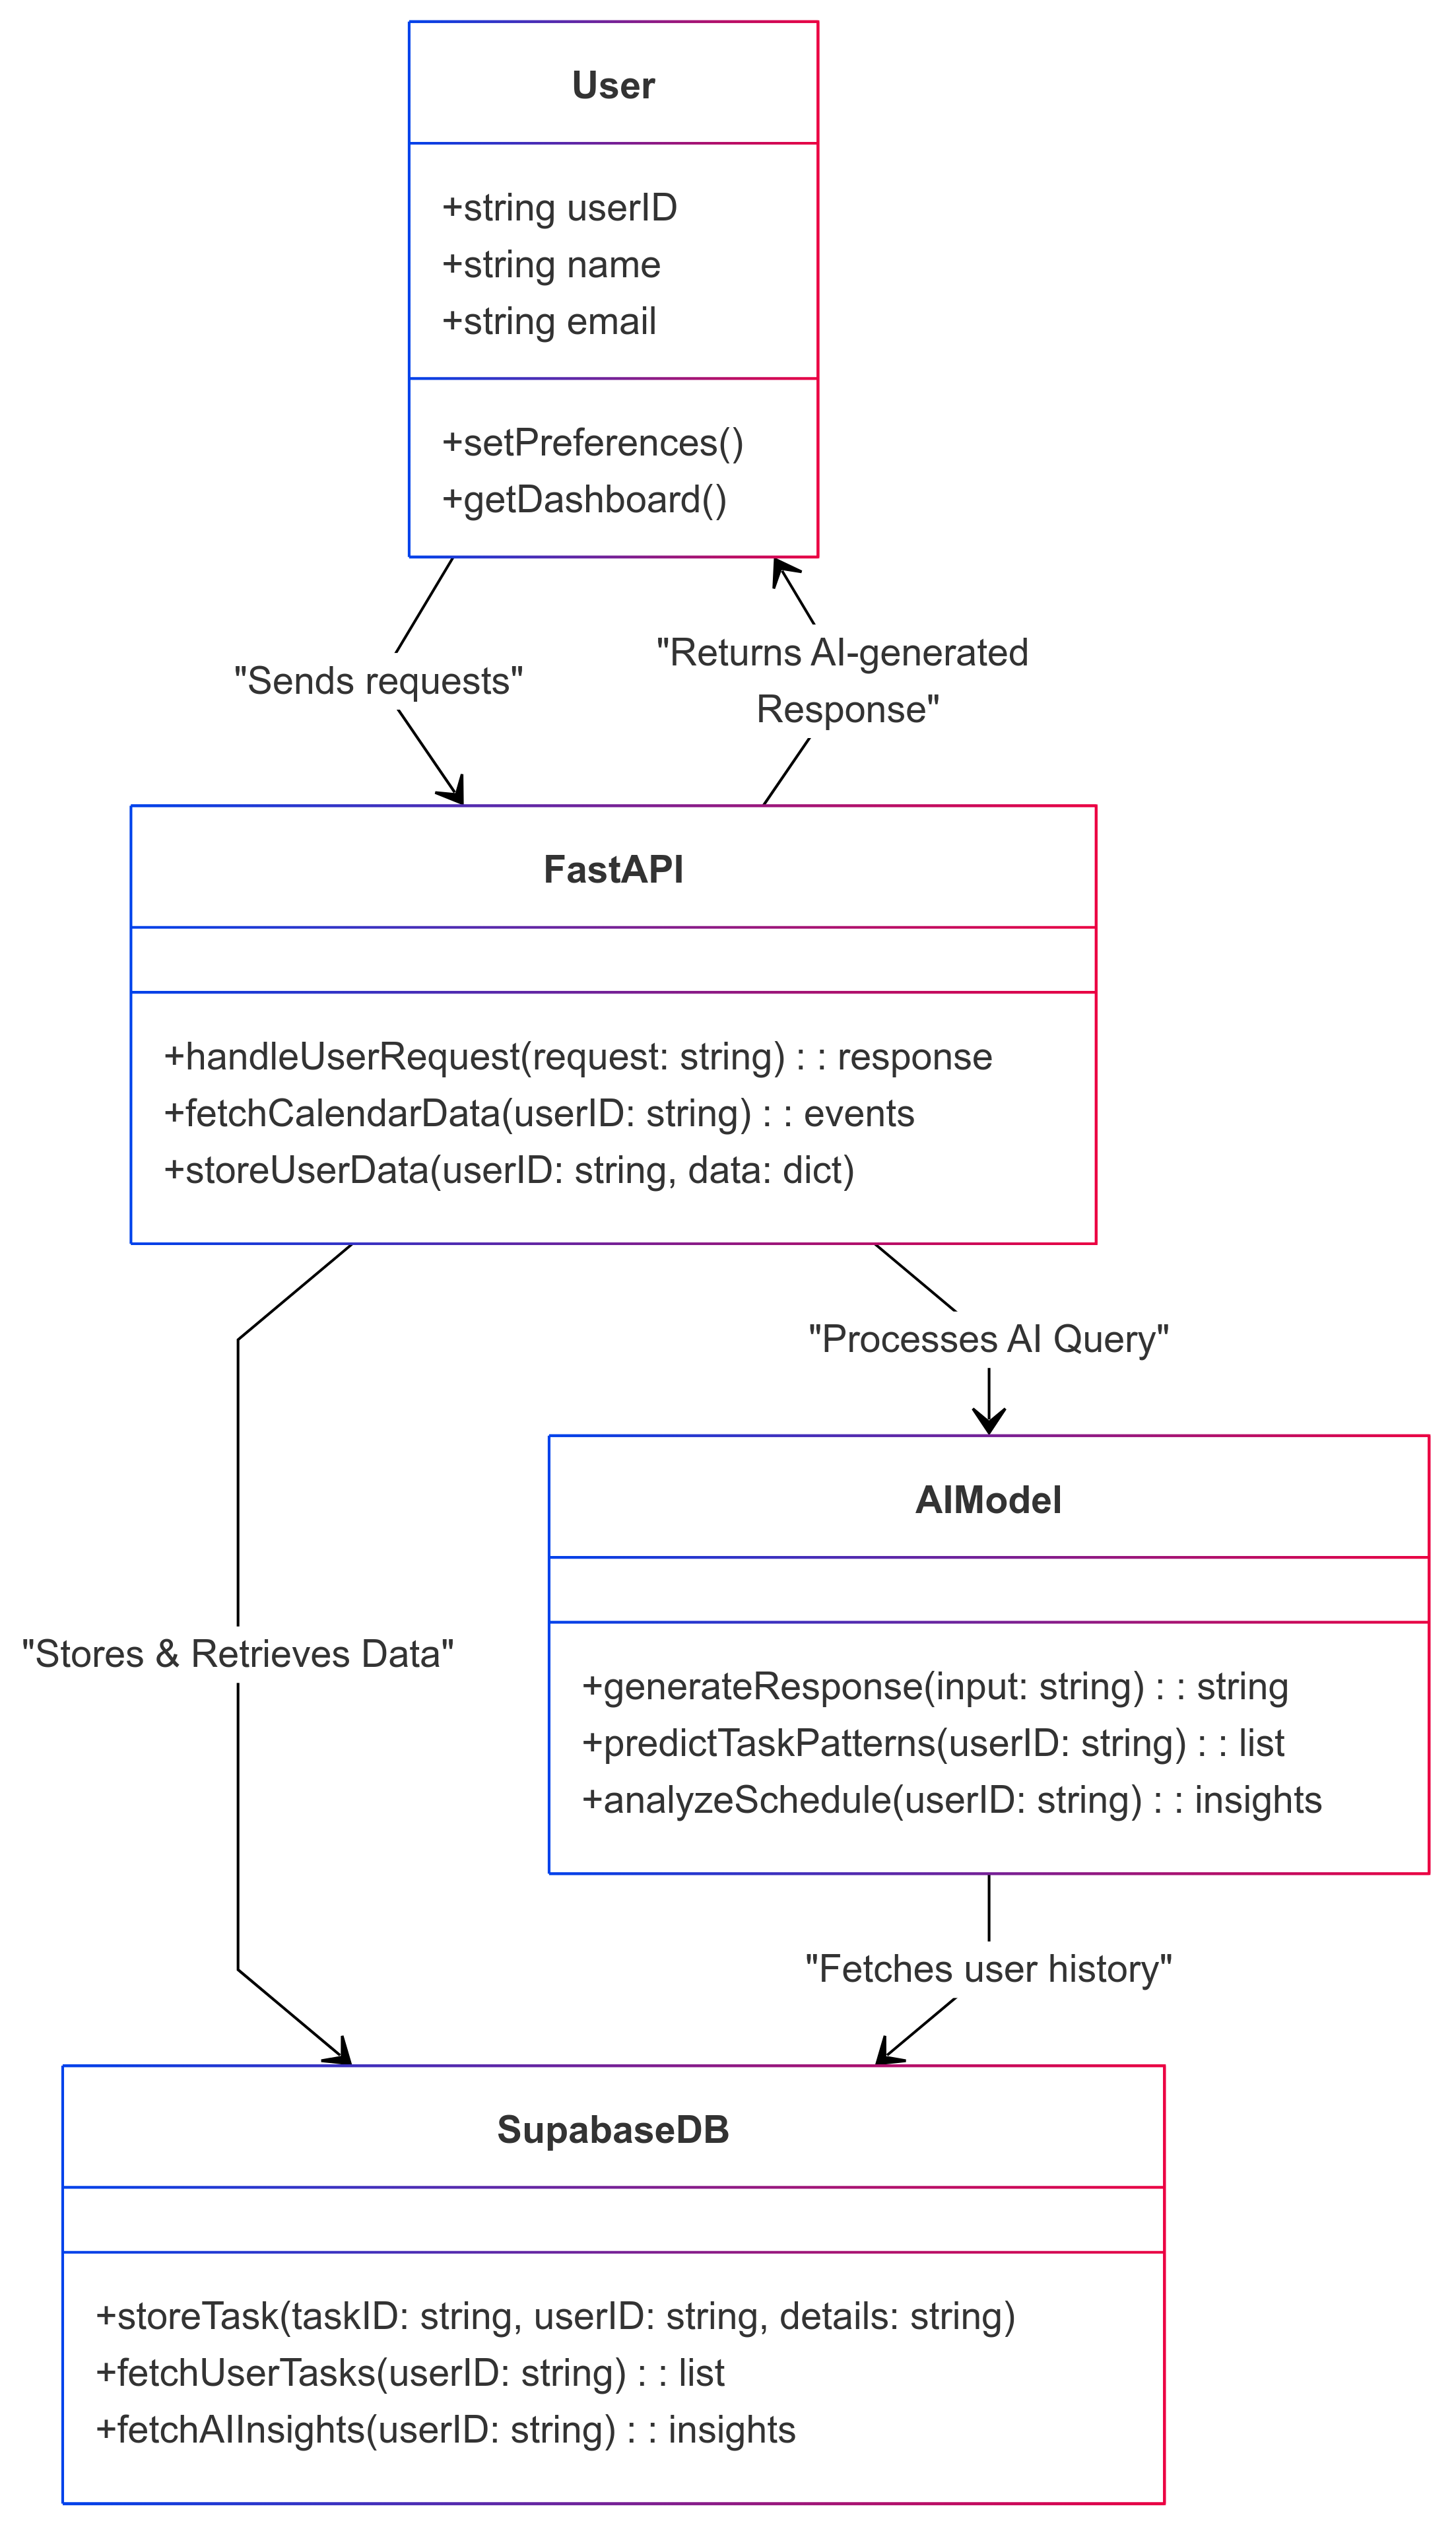 User
+string userID
+string name
+string email
+setPreferences()
+getDashboard()
"Sends requests"
"Returns AI-generated
Response"
FastAPI
+handleUserRequest(request: string) : : response
+fetchCalendarData(userID: string) : : events
+storeUserData(userID: string, data: dict)
"Processes AI Query"
AIModel
+generateResponse(input: string) : : string
+predictTaskPatterns(userID: string) : : list
+analyzeSchedule(userID: string) : : insights
"Stores & Retrieves Data"
"Fetches user history"
SupabaseDB
+storeTask(taskID: string, userID: string, details: string)
+fetchUserTasks(userID: string) : : list
+fetchAIInsights(userID: string) : : insights